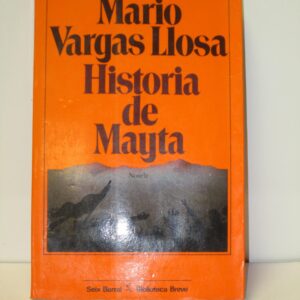 Mario
Vargas Llosa
Historia
de
Mayta
Novela
Seix Barral Biblioteca Breve